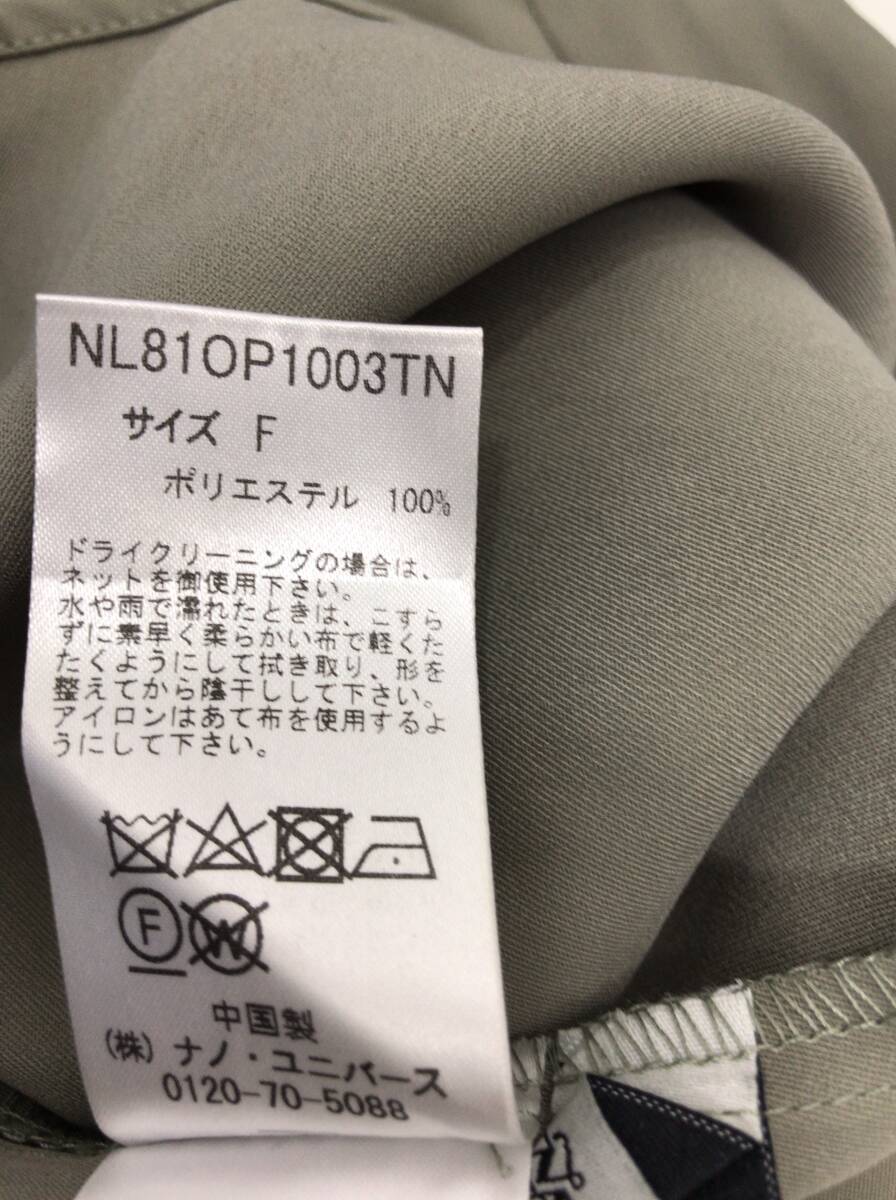 NL81OP1003TN
サイズ F
ポリエステル 100%
ドライクリーニングの場合は、
ネットを御使用下さい。
水や雨で濡れたときは、こすら
ずに素早く柔らかい布で軽くた
たくようにして拭き取り、形を
整えてから陰干しして下さい。
アイロンはあて布を使用するよ
うにして下さい。
F W
中国製
(株) ナノ・ユニバース
0120-70-5088